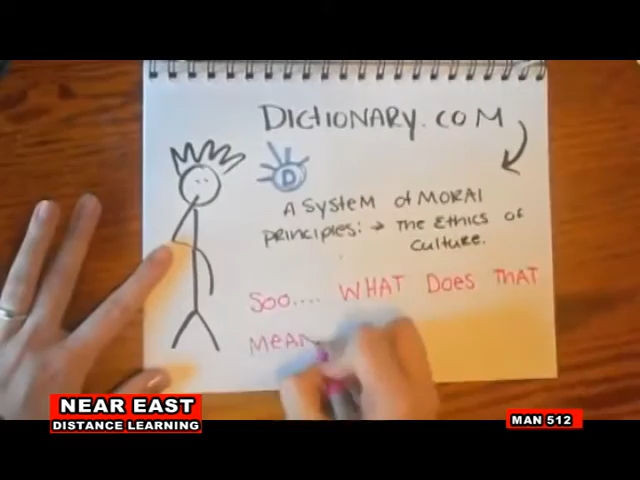 DICTIONARY.COM
D
A SYSTEM of MORAl
principles: → THE EtHics of
culture.
Soo.... WHAT DOES THAT
MEAN
NEAR EAST
DISTANCE LEARNING
MAN 512